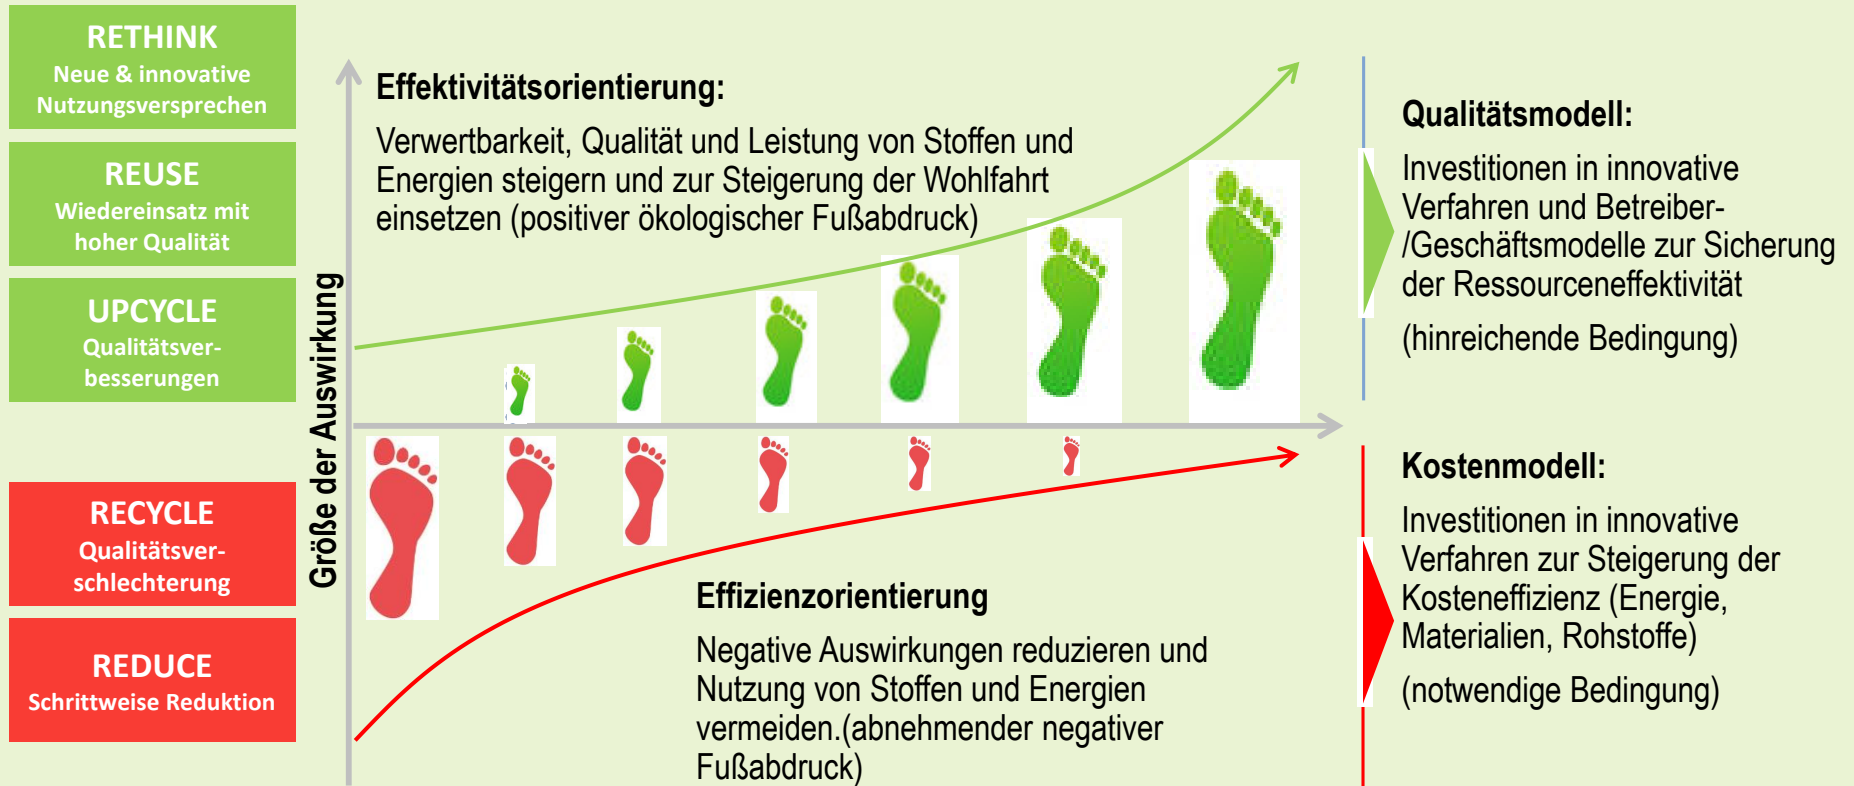 RETHINK
Neue & innovative
Nutzungsversprechen
REUSE
Wiedereinsatz mit
hoher Qualität
UPCYCLE
Qualitätsver-
besserungen
RECYCLE
Qualitätsver-
schlechterung
REDUCE
Schrittweise Reduktion
Größe der Auswirkung
Effektivitätsorientierung:
Verwertbarkeit, Qualität und Leistung von Stoffen und
Energien steigern und zur Steigerung der Wohlfahrt
einsetzen (positiver ökologischer Fußabdruck)
Effizienzorientierung
Negative Auswirkungen reduzieren und
Nutzung von Stoffen und Energien
vermeiden.(abnehmender negativer
Fußabdruck)
Qualitätsmodell:
Investitionen in innovative
Verfahren und Betreiber-
/Geschäftsmodelle zur Sicherung
der Ressourceneffektivität
(hinreichende Bedingung)
Kostenmodell:
Investitionen in innovative
Verfahren zur Steigerung der
Kosteneffizienz (Energie,
Materialien, Rohstoffe)
(notwendige Bedingung)